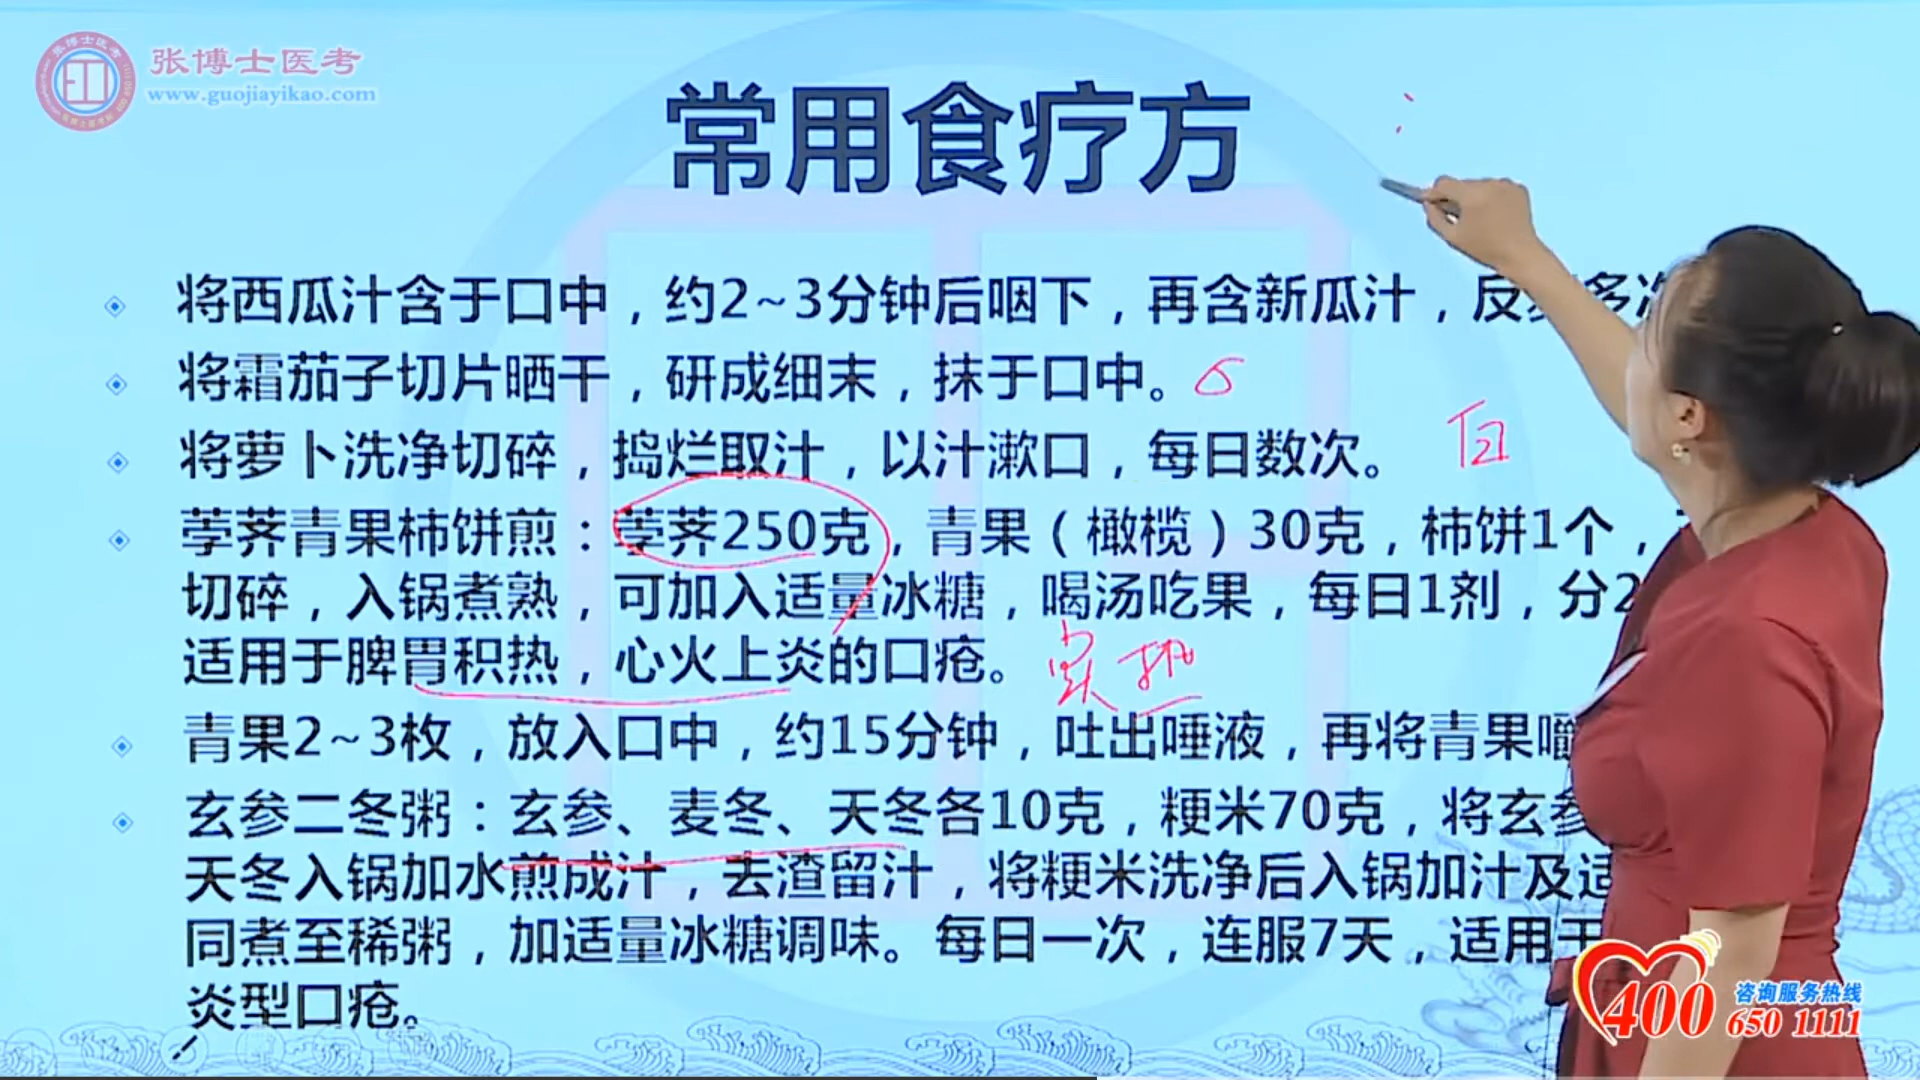 张博士医考
www.guojiayikao.com
常用食疗方
将西瓜汁含于口中，约2~3分钟后咽下，再含新瓜汁，反
将霜茄子切片晒干，研成细末，抹于口中。
将萝卜洗净切碎，捣烂取汁，以汁漱口，每日数次。
白
荸荠青果柿饼煎：荸荠250克，青果（橄榄）30克，柿饼1个，
切碎，入锅煮熟，可加入适量冰糖，喝汤吃果，每日1剂，分2
适用于脾胃积热，心火上炎的口疮。
实热
青果2~3枚，放入口中，约15分钟，吐出唾液，再将青果嚼
玄参二冬粥：玄参、麦冬、天冬各10克，粳米70克，将玄参
天冬入锅加水煎成汁，去渣留汁，将粳米洗净后入锅加汁及适
同煮至稀粥，加适量冰糖调味。每日一次，连服7天，适用于
炎型口疮。
400
咨询服务热线
650 1111